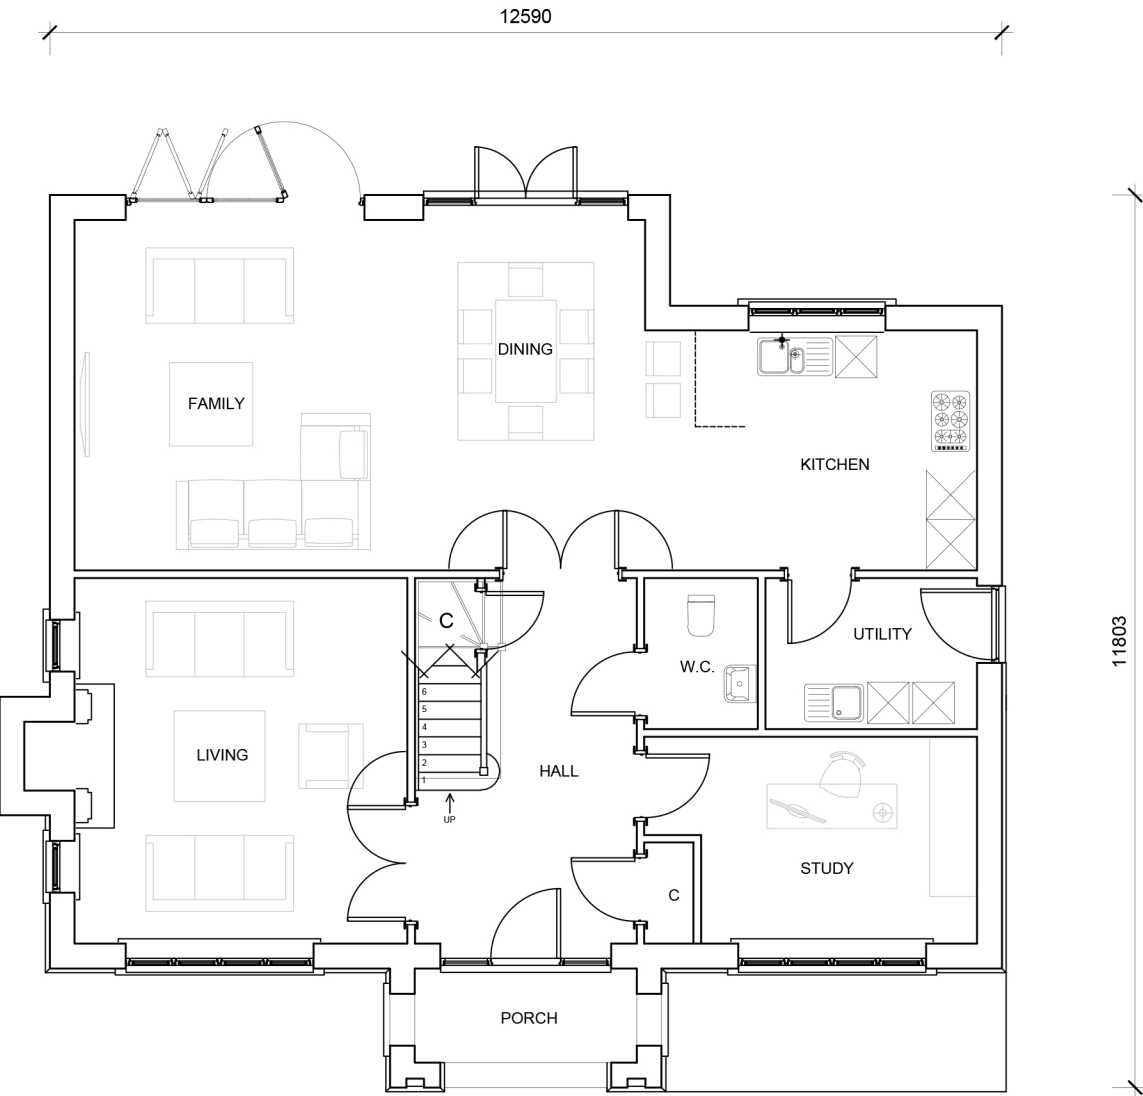 12590
DINING
FAMILY
KITCHEN
C
UTILITY
W.C.
6
5
4
3
2
1
UP
LIVING
HALL
11803
STUDY
C
PORCH